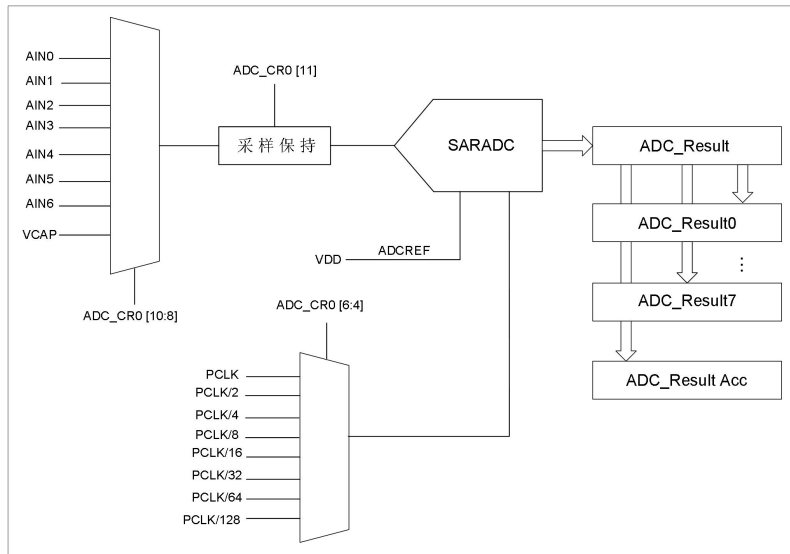 AIN0
AIN1
AIN2
AIN3
AIN4
AIN5
AIN6
VCAP
ADC_CR0 [10:8]
ADC_CR0 [11]
采样保持
SARADC
VDD
ADCREF
ADC_CR0 [6:4]
PCLK
PCLK/2
PCLK/4
PCLK/8
PCLK/16
PCLK/32
PCLK/64
PCLK/128
ADC_Result
ADC_Result0
⋮
ADC_Result7
ADC_Result Acc